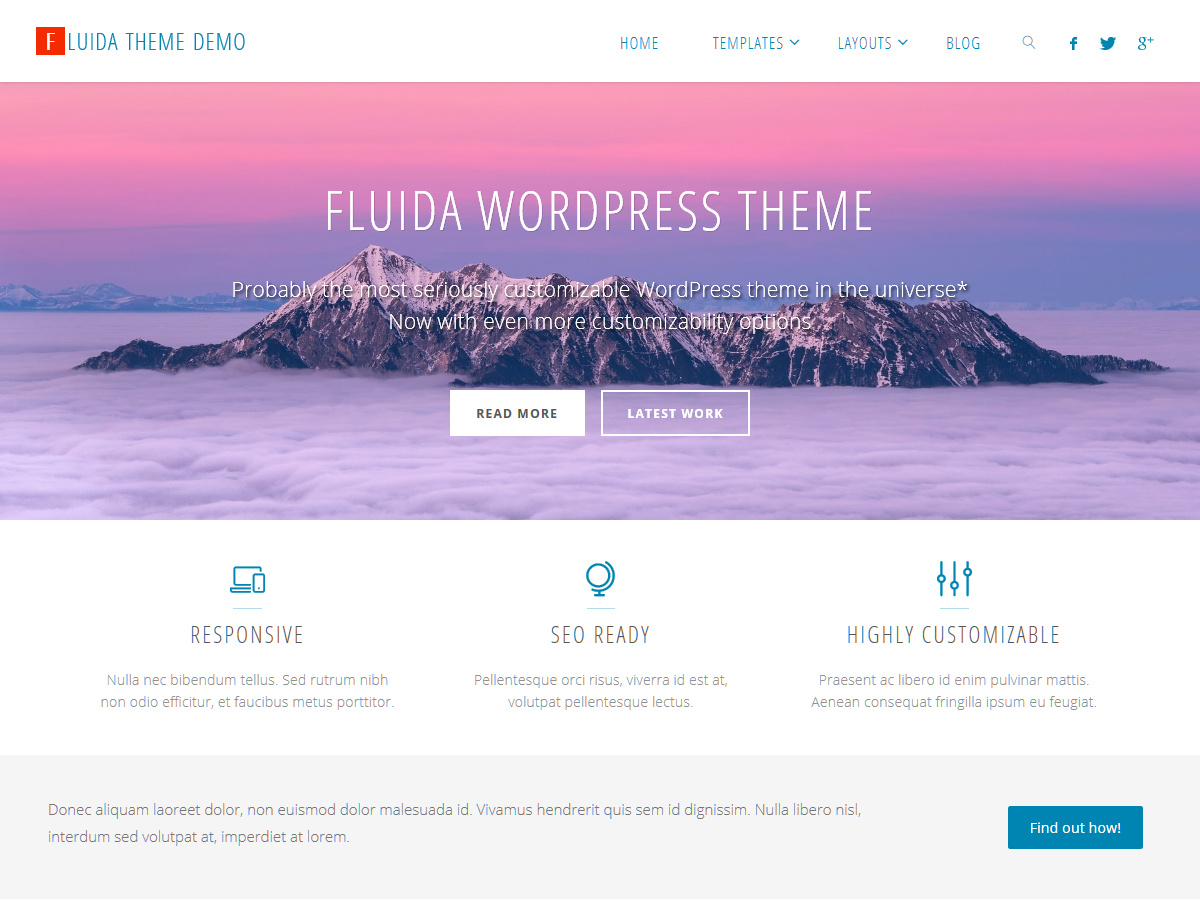 FLUIDA THEME DEMO
HOME TEMPLATES LAYOUTS BLOG
FLUIDA WORDPRESS THEME
Probably the most seriously customizable WordPress theme in the universe*
Now with even more customizability options
READ MORE
LATEST WORK
RESPONSIVE
Nulla nec bibendum tellus. Sed rutrum nibh
non odio efficitur, et faucibus metus porttitor.
SEO READY
Pellentesque orci risus, viverra id est at,
volutpat pellentesque lectus.
HIGHLY CUSTOMIZABLE
Praesent ac libero id enim pulvinar mattis.
Aenean consequat fringilla ipsum eu feugiat.
Donec aliquam laoreet dolor, non euismod dolor malesuada id. Vivamus hendrerit quis sem id dignissim. Nulla libero nisl,
interdum sed volutpat at, imperdiet at lorem.
Find out how!